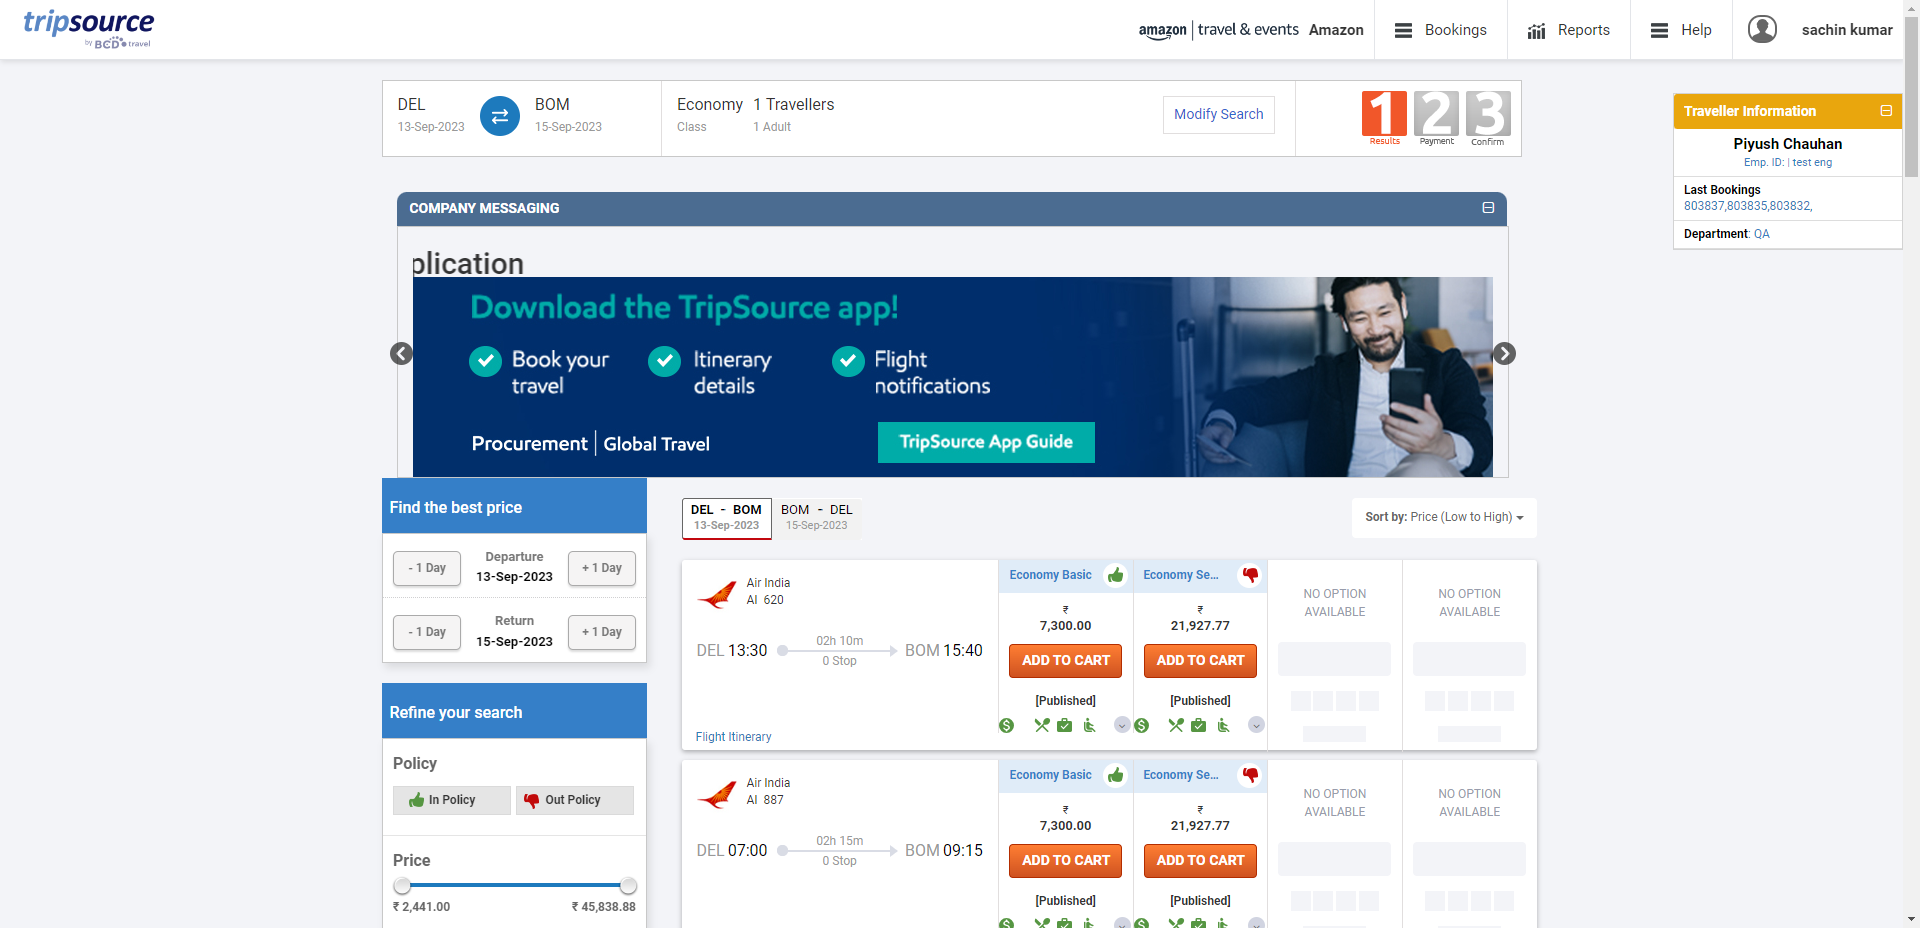 tripsource
by BCD travel
amazon | travel & events Amazon
Bookings
Reports
Help
sachin kumar
DEL
13-Sep-2023
BOM
15-Sep-2023
Economy 1 Travellers
Class 1 Adult
Modify Search
1 2 3
Results Payment Confirm
Traveller Information
Piyush Chauhan
Emp. ID: | test eng
Last Bookings
803837,803835,803832,
Department: QA
COMPANY MESSAGING
plication
Download the TripSource app!
Book your
travel
Itinerary
details
Flight
notifications
Procurement | Global Travel
TripSource App Guide
Find the best price
- 1 Day
Departure
13-Sep-2023
+ 1 Day
- 1 Day
Return
15-Sep-2023
+ 1 Day
Refine your search
Policy
In Policy
Out Policy
Price
₹ 2,441.00 ₹ 45,838.88
DEL - BOM
13-Sep-2023
BOM - DEL
15-Sep-2023
Sort by: Price (Low to High)
Air India
AI 620
DEL 13:30
02h 10m
0 Stop
BOM 15:40
Flight Itinerary
Economy Basic
₹
7,300.00
ADD TO CART
[Published]
Economy Se...
₹
21,927.77
ADD TO CART
[Published]
NO OPTION
AVAILABLE
NO OPTION
AVAILABLE
Air India
AI 887
DEL 07:00
02h 15m
0 Stop
BOM 09:15
Economy Basic
₹
7,300.00
ADD TO CART
[Published]
Economy Se...
₹
21,927.77
ADD TO CART
[Published]
NO OPTION
AVAILABLE
NO OPTION
AVAILABLE